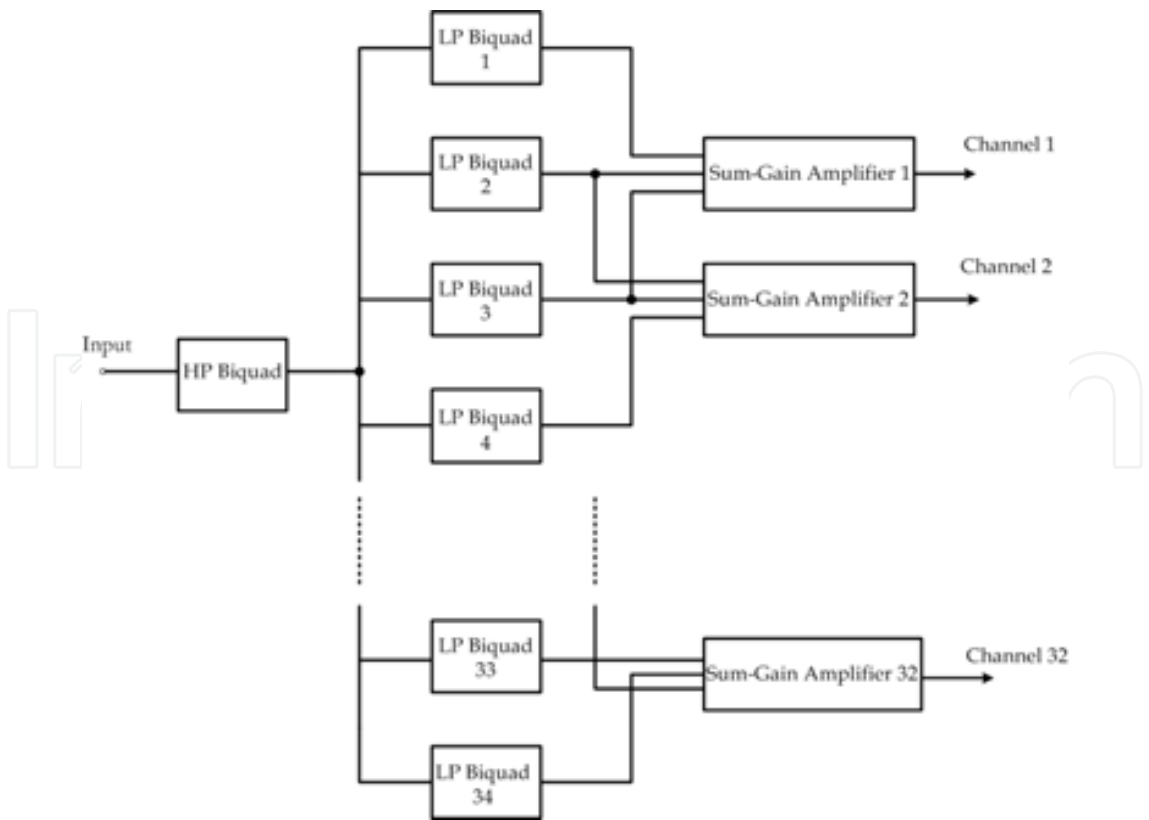 LP Biquad
1
LP Biquad
2
Sum-Gain Amplifier 1
Channel 1
LP Biquad
3
Sum-Gain Amplifier 2
Channel 2
Input
HP Biquad
LP Biquad
4
LP Biquad
33
Sum-Gain Amplifier 32
Channel 32
LP Biquad
34